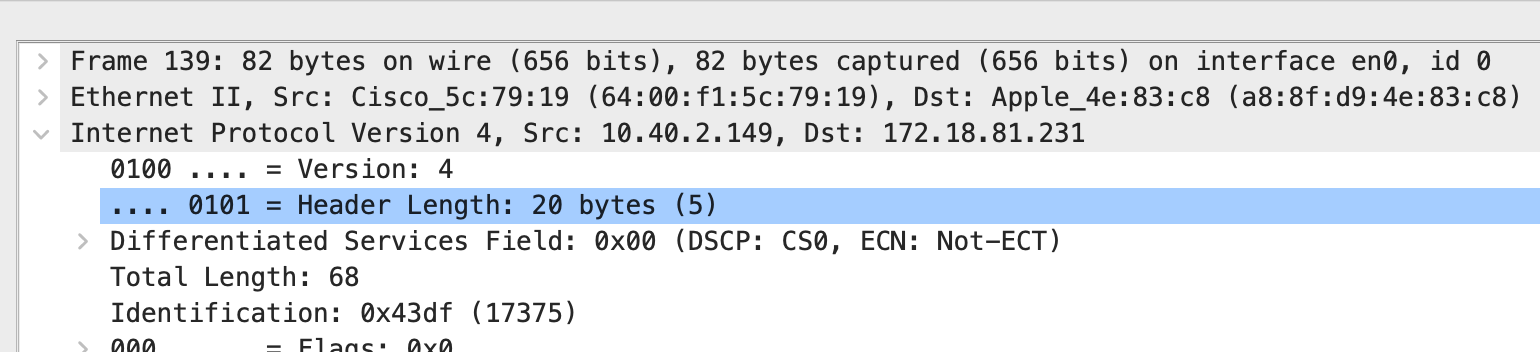 Frame 139: 82 bytes on wire (656 bits), 82 bytes captured (656 bits) on interface en0, id 0
Ethernet II, Src: Cisco_5c:79:19 (64:00:f1:5c:79:19), Dst: Apple_4e:83:c8 (a8:8f:d9:4e:83:c8)
Internet Protocol Version 4, Src: 10.40.2.149, Dst: 172.18.81.231
0100 .... = Version: 4
.... 0101 = Header Length: 20 bytes (5)
Differentiated Services Field: 0x00 (DSCP: CS0, ECN: Not-ECT)
Total Length: 68
Identification: 0x43df (17375)
000. .... = Flags: 0x0